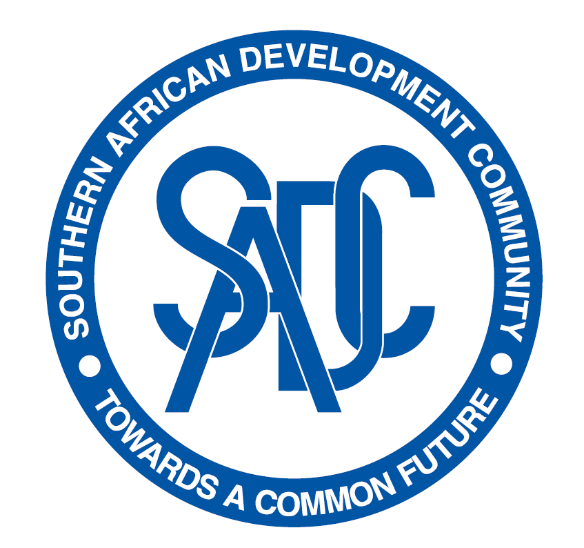 SOUTHERN AFRICAN DEVELOPMENT COMMUNITY
SADC
TOWARDS A COMMON FUTURE